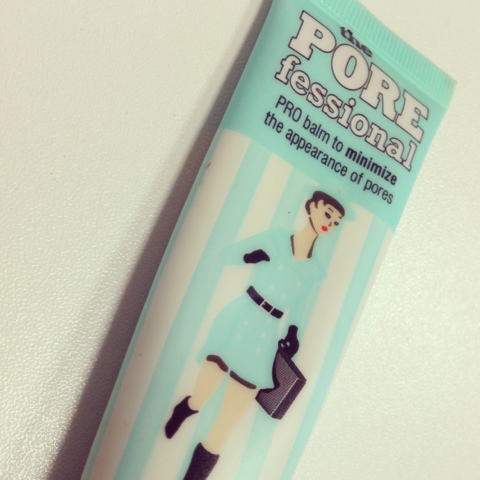 the
PORE
fessional
PRO balm to minimize
the appearance of pores